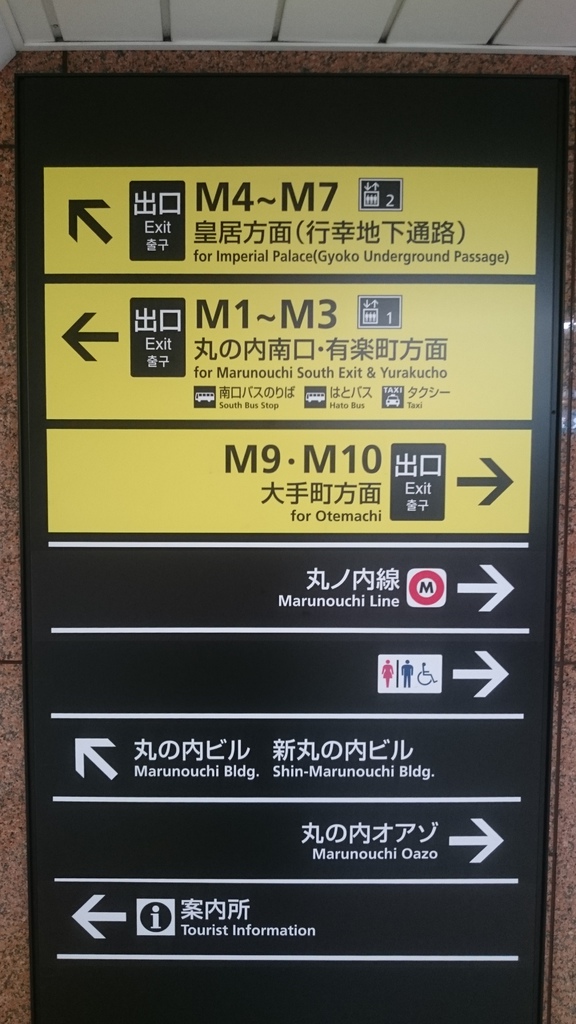 出口
Exit
출구
M4~M7
2
皇居方面(行幸地下通路)
for Imperial Palace(Gyoko Underground Passage)
出口
Exit
출구
M1~M3
1
丸の内南口・有楽町方面
for Marunouchi South Exit & Yurakucho
南口バスのりば はとバス TAXI タクシー
South Bus Stop Hato Bus Taxi
M9・M10
大手町方面
for Otemachi
出口
Exit
출구
丸ノ内線
Marunouchi Line
M
丸の内ビル 新丸の内ビル
Marunouchi Bldg. Shin-Marunouchi Bldg.
丸の内オアゾ
Marunouchi Oazo
i
案内所
Tourist Information